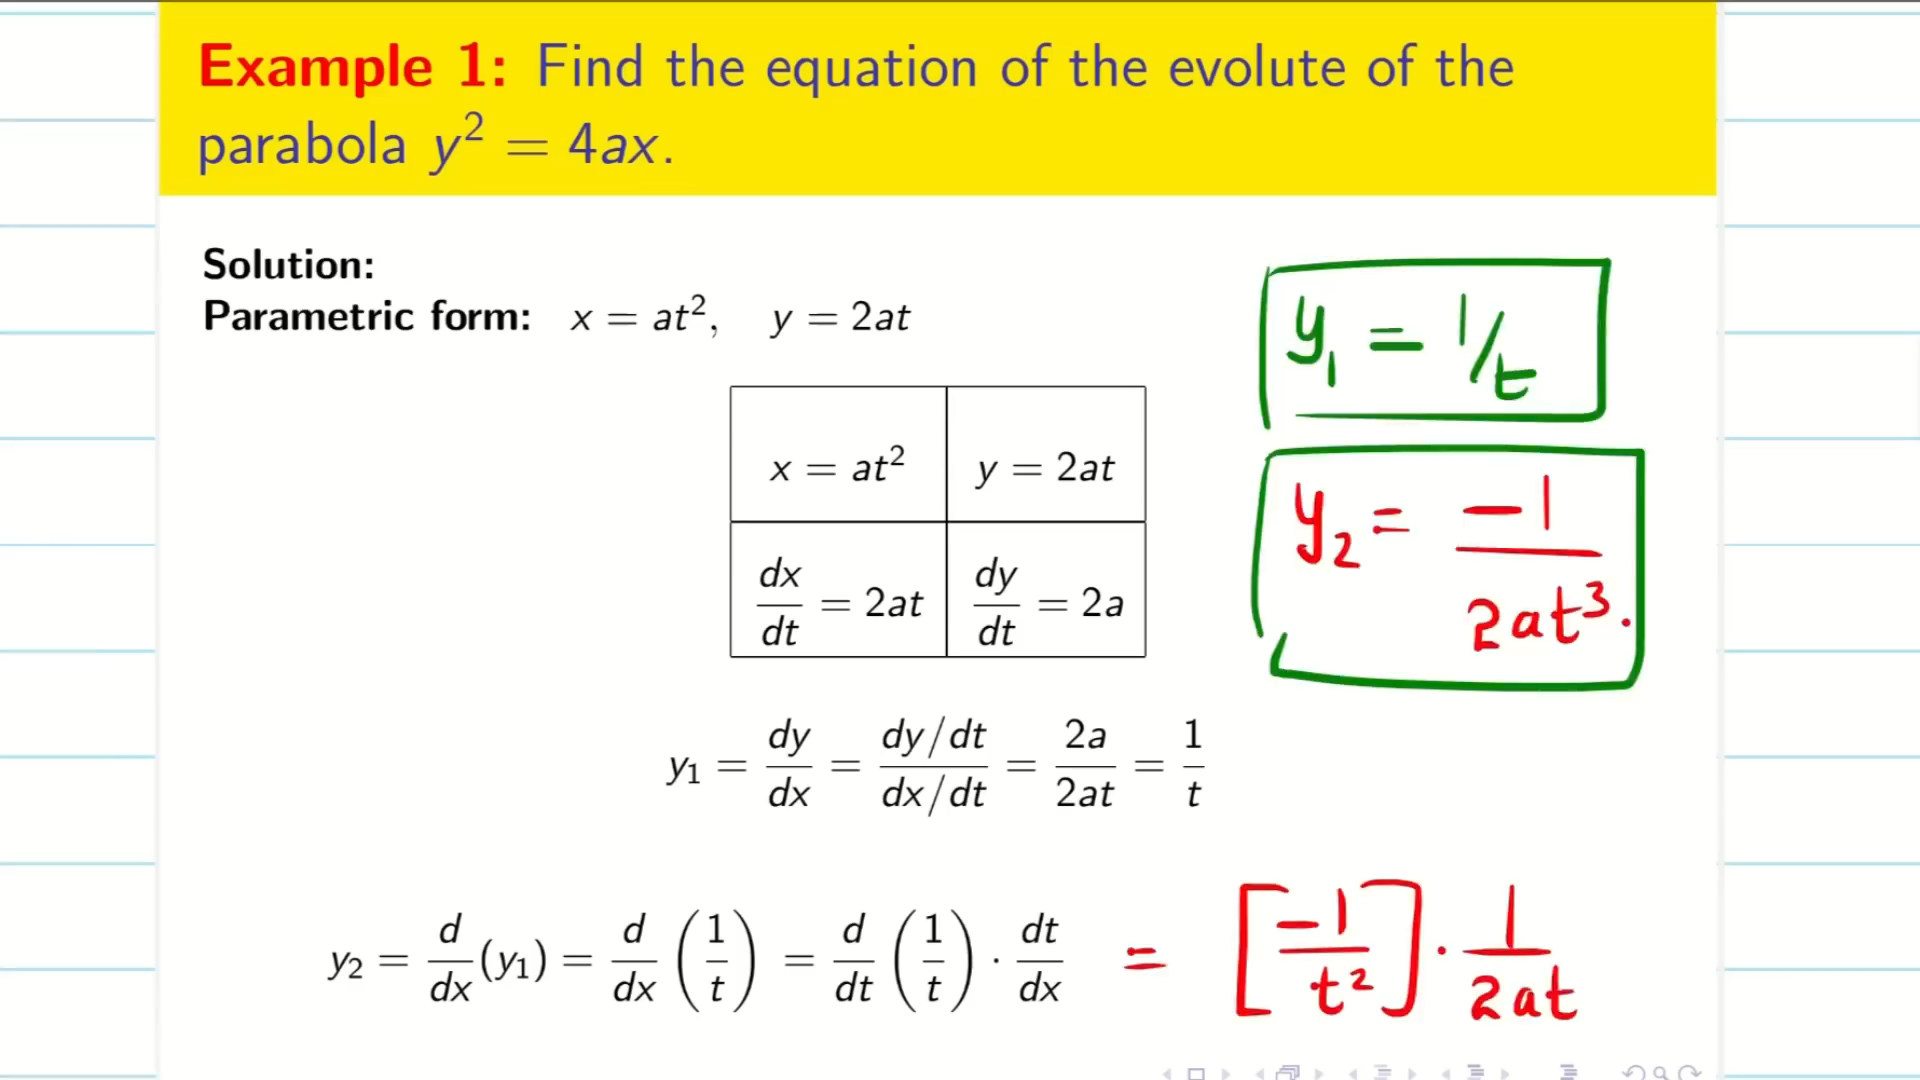 Example 1: Find the equation of the evolute of the
parabola y² = 4ax.
Solution:
Parametric form: x = at², y = 2at
y₁ = 1/t
x = at² y = 2at
y₂ = -1/2at³.
dx/dt = 2at dy/dt = 2a
y₁ = dy/dx = dy/dt / dx/dt = 2a/2at = 1/t
y₂ = d/dx (y₁) = d/dx (1/t) = d/dt (1/t) · dt/dx = [-1/t²] · 1/2at